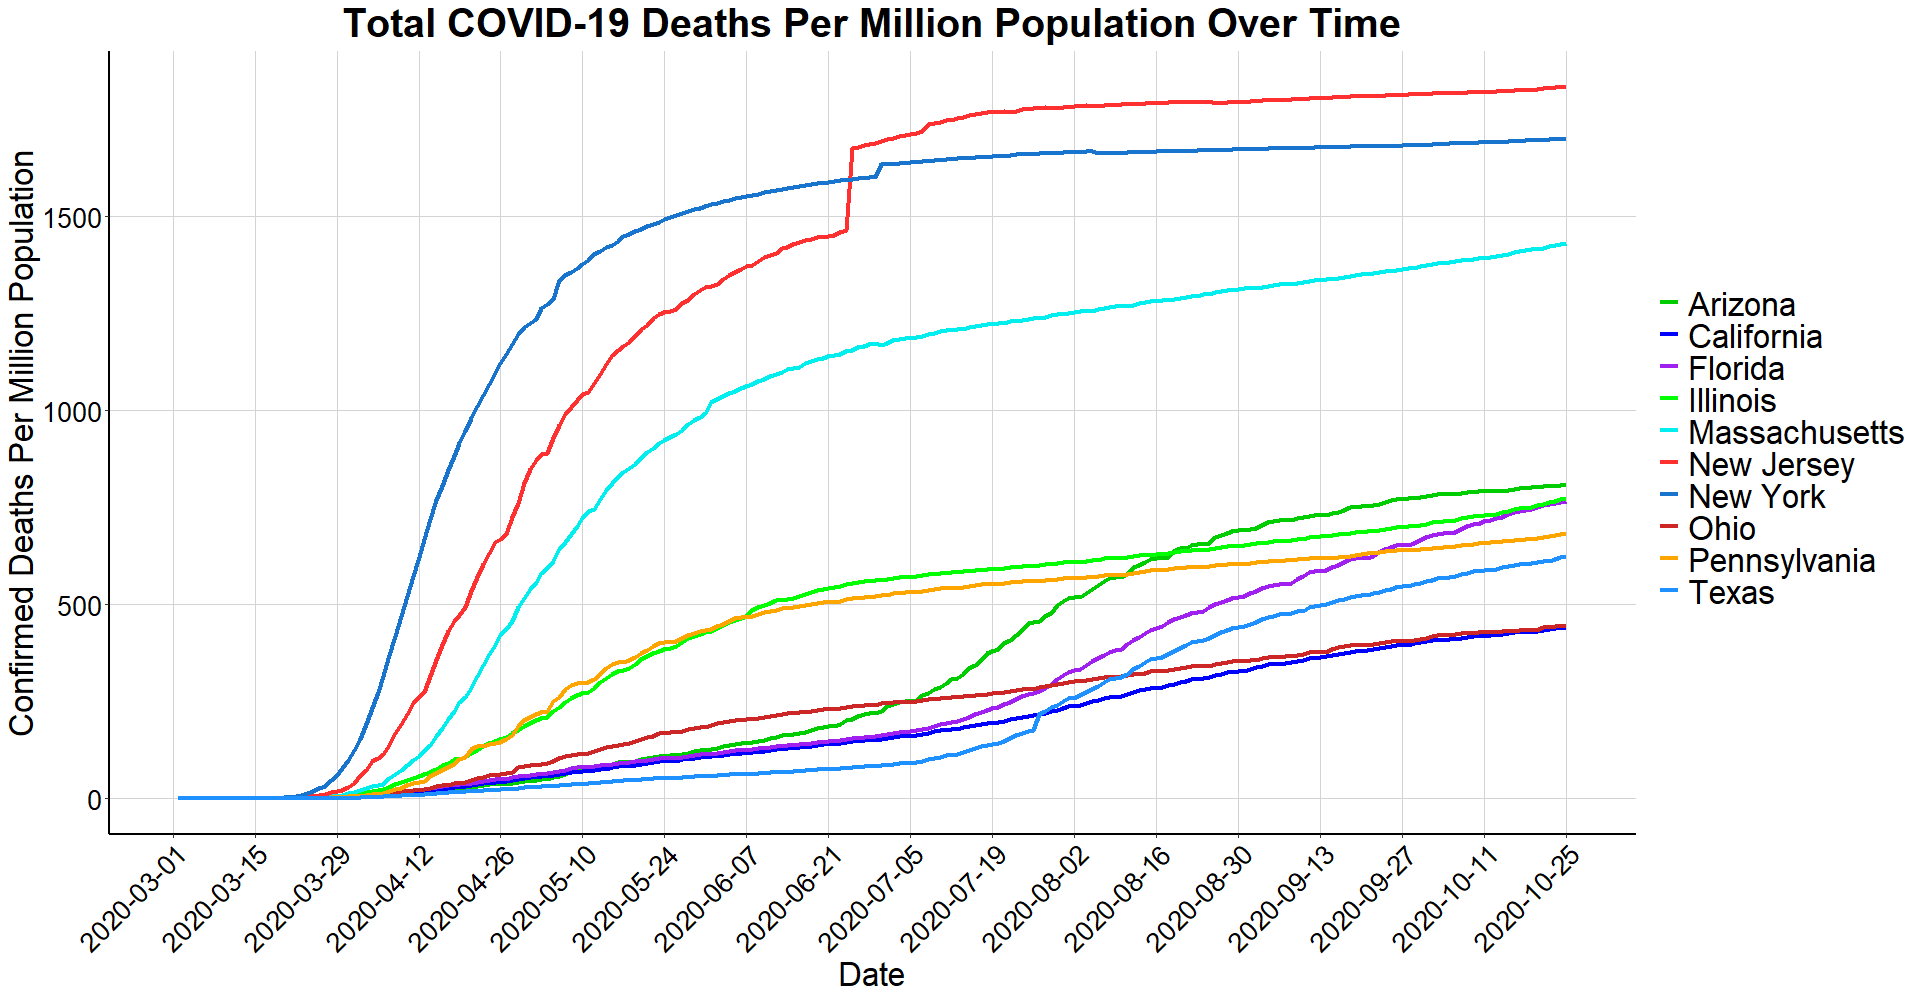 Total COVID-19 Deaths Per Million Population Over Time
Confirmed Deaths Per Million Population
1500
1000
500
0
2020-03-01
2020-03-15
2020-03-29
2020-04-12
2020-04-26
2020-05-10
2020-05-24
2020-06-07
2020-06-21
2020-07-05
2020-07-19
2020-08-02
2020-08-16
2020-08-30
2020-09-13
2020-09-27
2020-10-11
2020-10-25
Date
Arizona
California
Florida
Illinois
Massachusetts
New Jersey
New York
Ohio
Pennsylvania
Texas